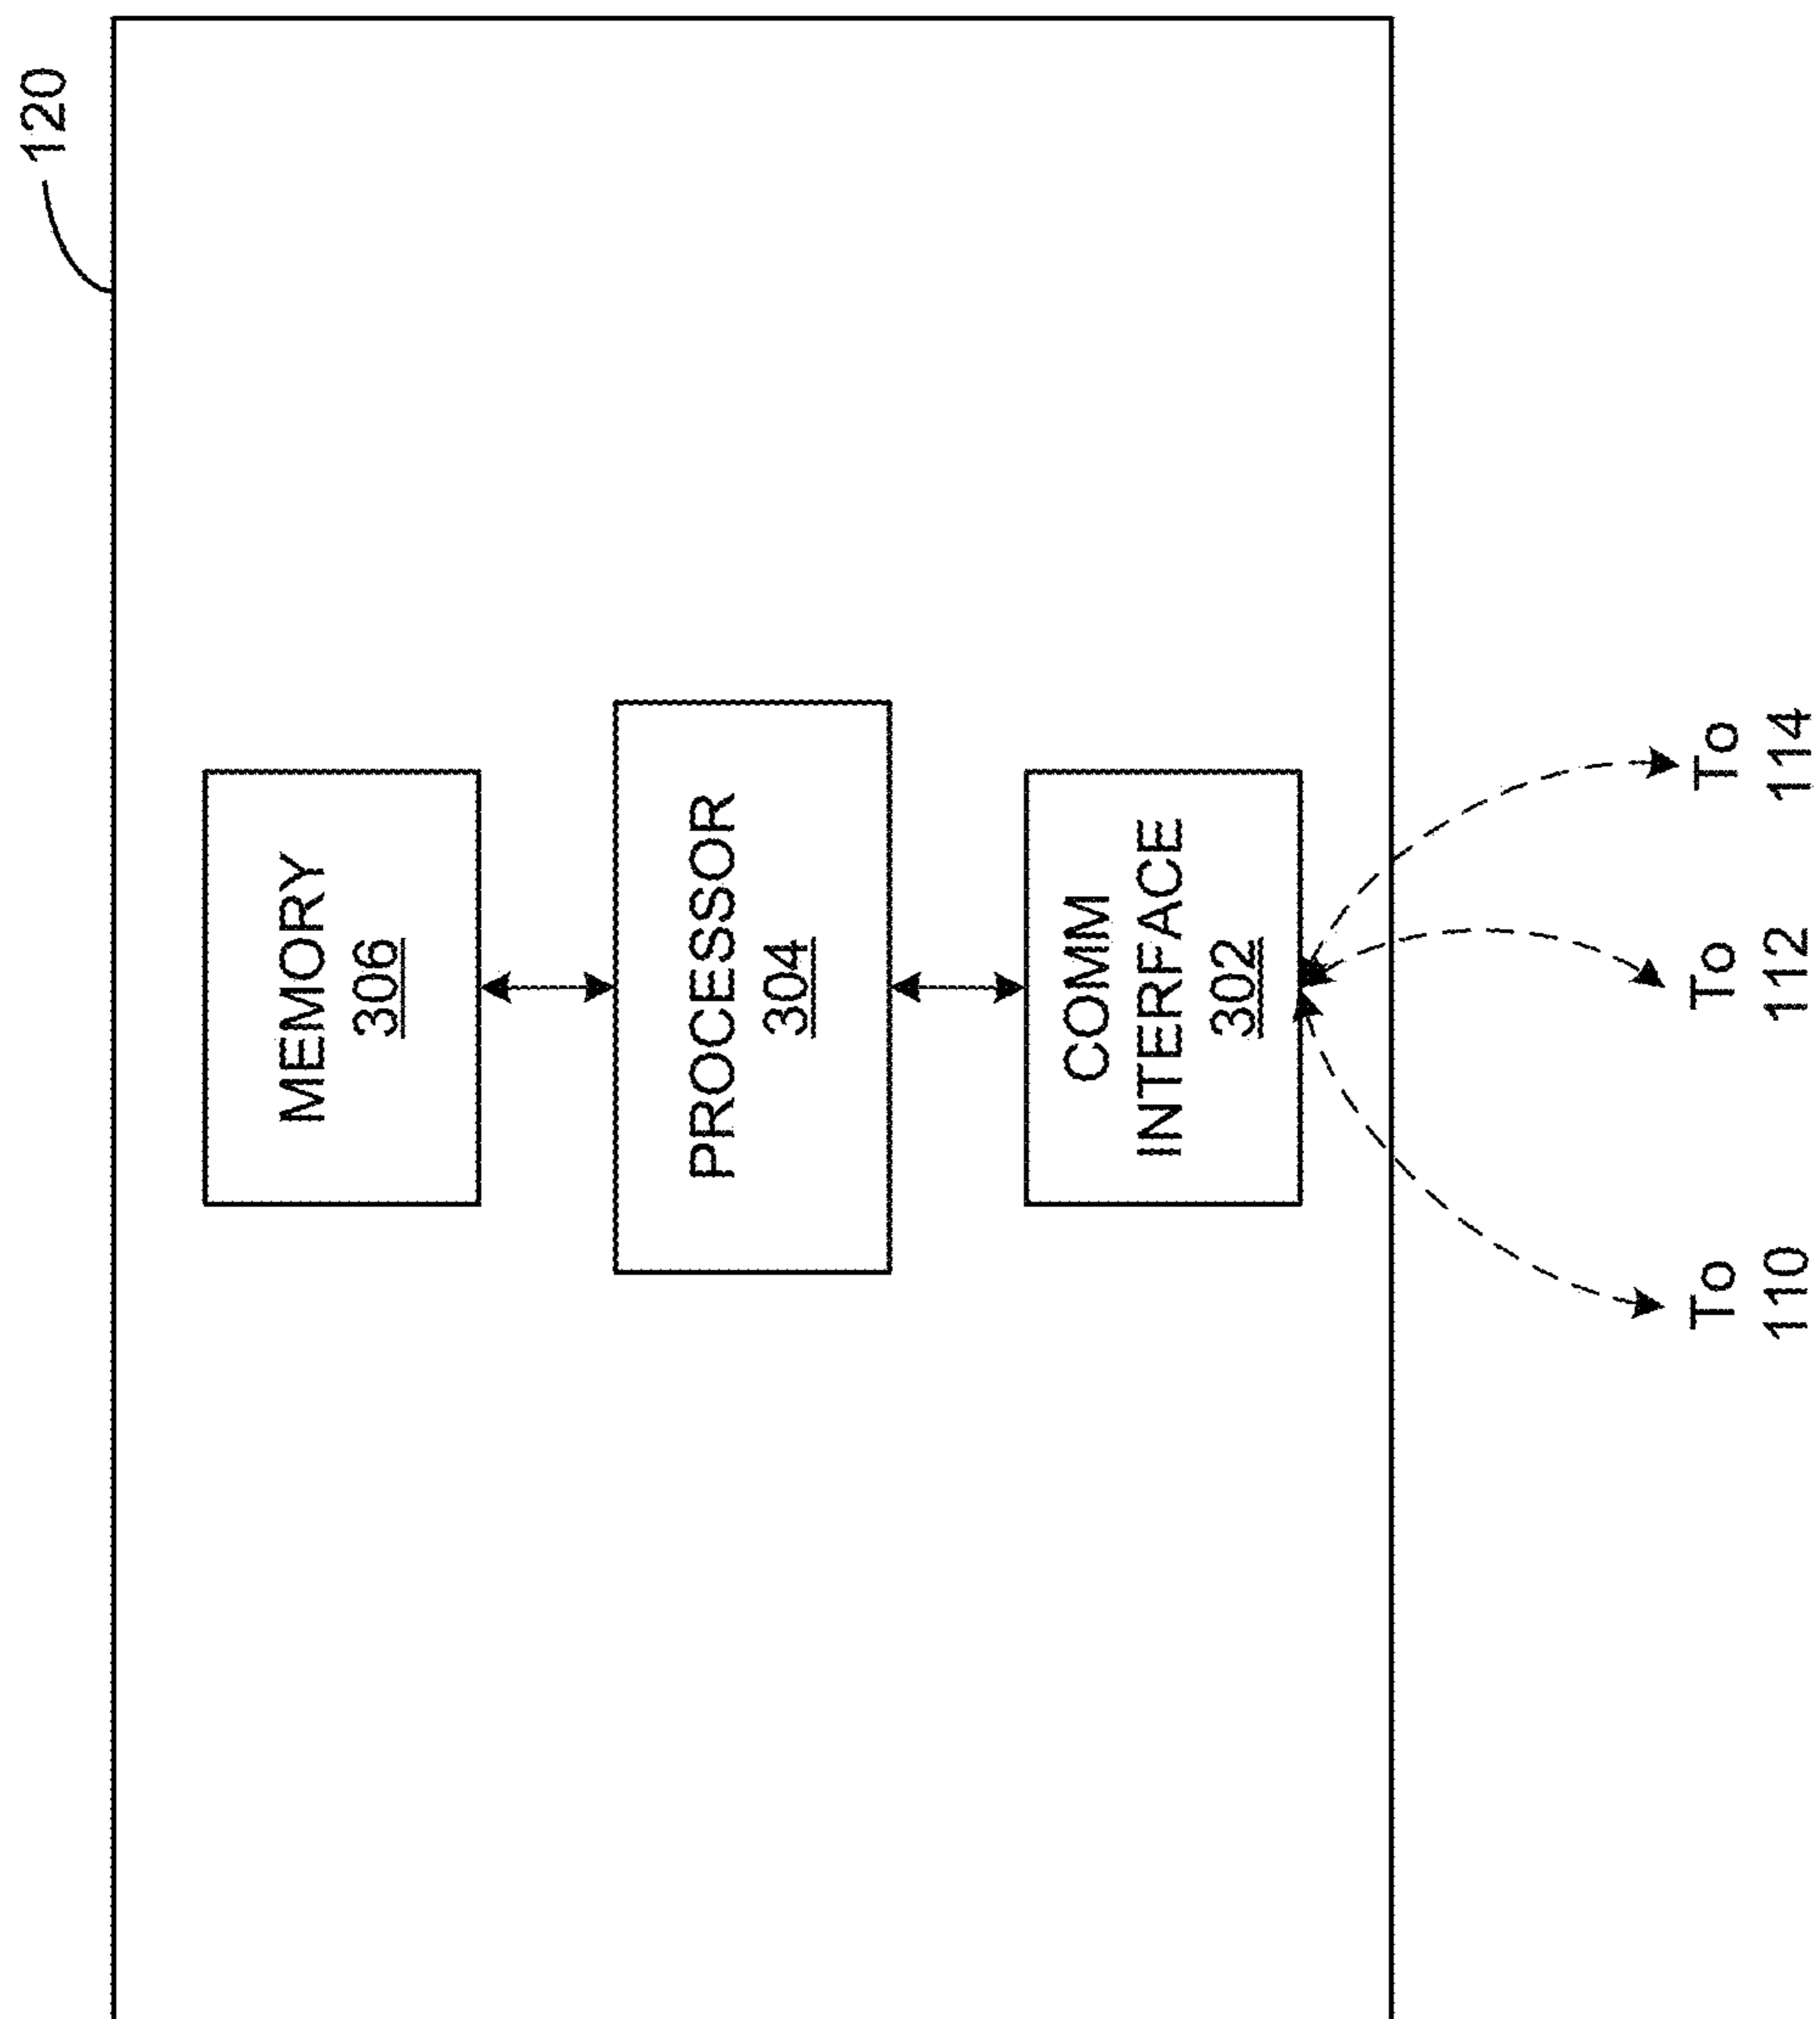 120
MEMORY
306
PROCESSOR
304
COMM
INTERFACE
302
To
110
To
112
To
114